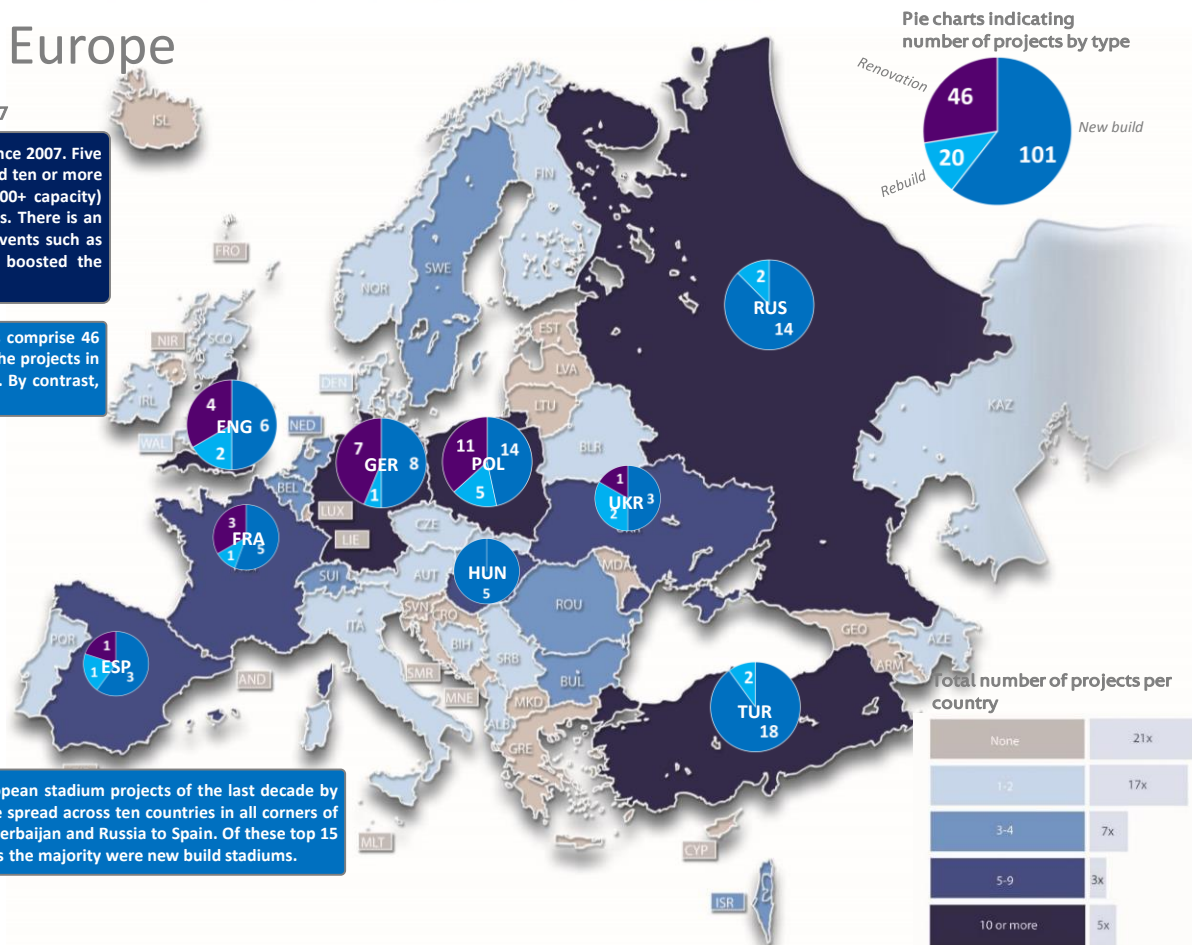 Europe
7
nce 2007. Five
d ten or more
00+ capacity)
s. There is an
vents such as
boosted the
comprise 46
he projects in
. By contrast,
Pie charts indicating
number of projects by type
Renovation
46
New build
101
20
Rebuild
ISL
FRO
FIN
SWE
NOR
RUS
2
14
EST
LVA
LTU
NIR
SCO
IRL
WAL
DEN
NED
KAZ
4
ENG 6
2
7
GER 8
1
11 14
POL
5
BLR
1
UKR 3
2
BEL
LUX
LIE
CZE
3
FRA
1 5
HUN
5
SUI
AUT
MDA
ROU
SVN
CRO
ITA
BIH
SRB
POR
1
ESP
1 3
AND
SMR
MNE
BUL
MKD
ALB
GRE
GEO
AZE
ARM
2
TUR
18
MLT
CYP
ISR
Total number of projects per
country
None 21x
1-2 17x
3-4 7x
5-9 3x
10 or more 5x
opean stadium projects of the last decade by
e spread across ten countries in all corners of
erbaijan and Russia to Spain. Of these top 15
s the majority were new build stadiums.